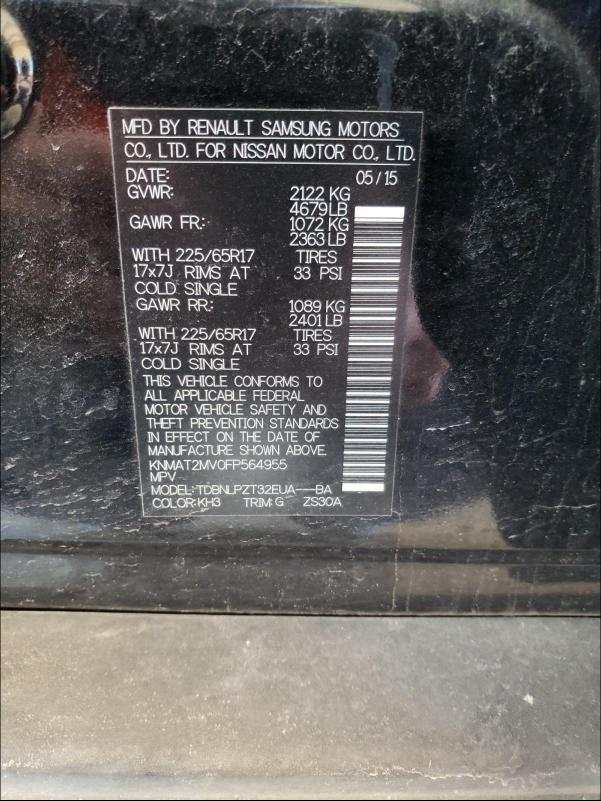 MFD BY RENAULT SAMSUNG MOTORS
CO., LTD. FOR NISSAN MOTOR CO., LTD.
DATE: 05/15
GVWR: 2122 KG
4679LB
GAWR FR.: 1072 KG
2363 LB
WITH 225/65R17 TIRES
17x7J RIMS AT 33 PSI
COLD SINGLE
GAWR RR.: 1089 KG
2401 LB
WITH 225/65R17 TIRES
17x7J RIMS AT 33 PSI
COLD SINGLE
THIS VEHICLE CONFORMS TO
ALL APPLICABLE FEDERAL
MOTOR VEHICLE SAFETY AND
THEFT PREVENTION STANDARDS
IN EFFECT ON THE DATE OF
MANUFACTURE SHOWN ABOVE.
KNMAT2MV0FP564955
MPV
MODEL: TDBNLPZT32EUA---BA
COLOR: KH3 TRIM: G ZS30A